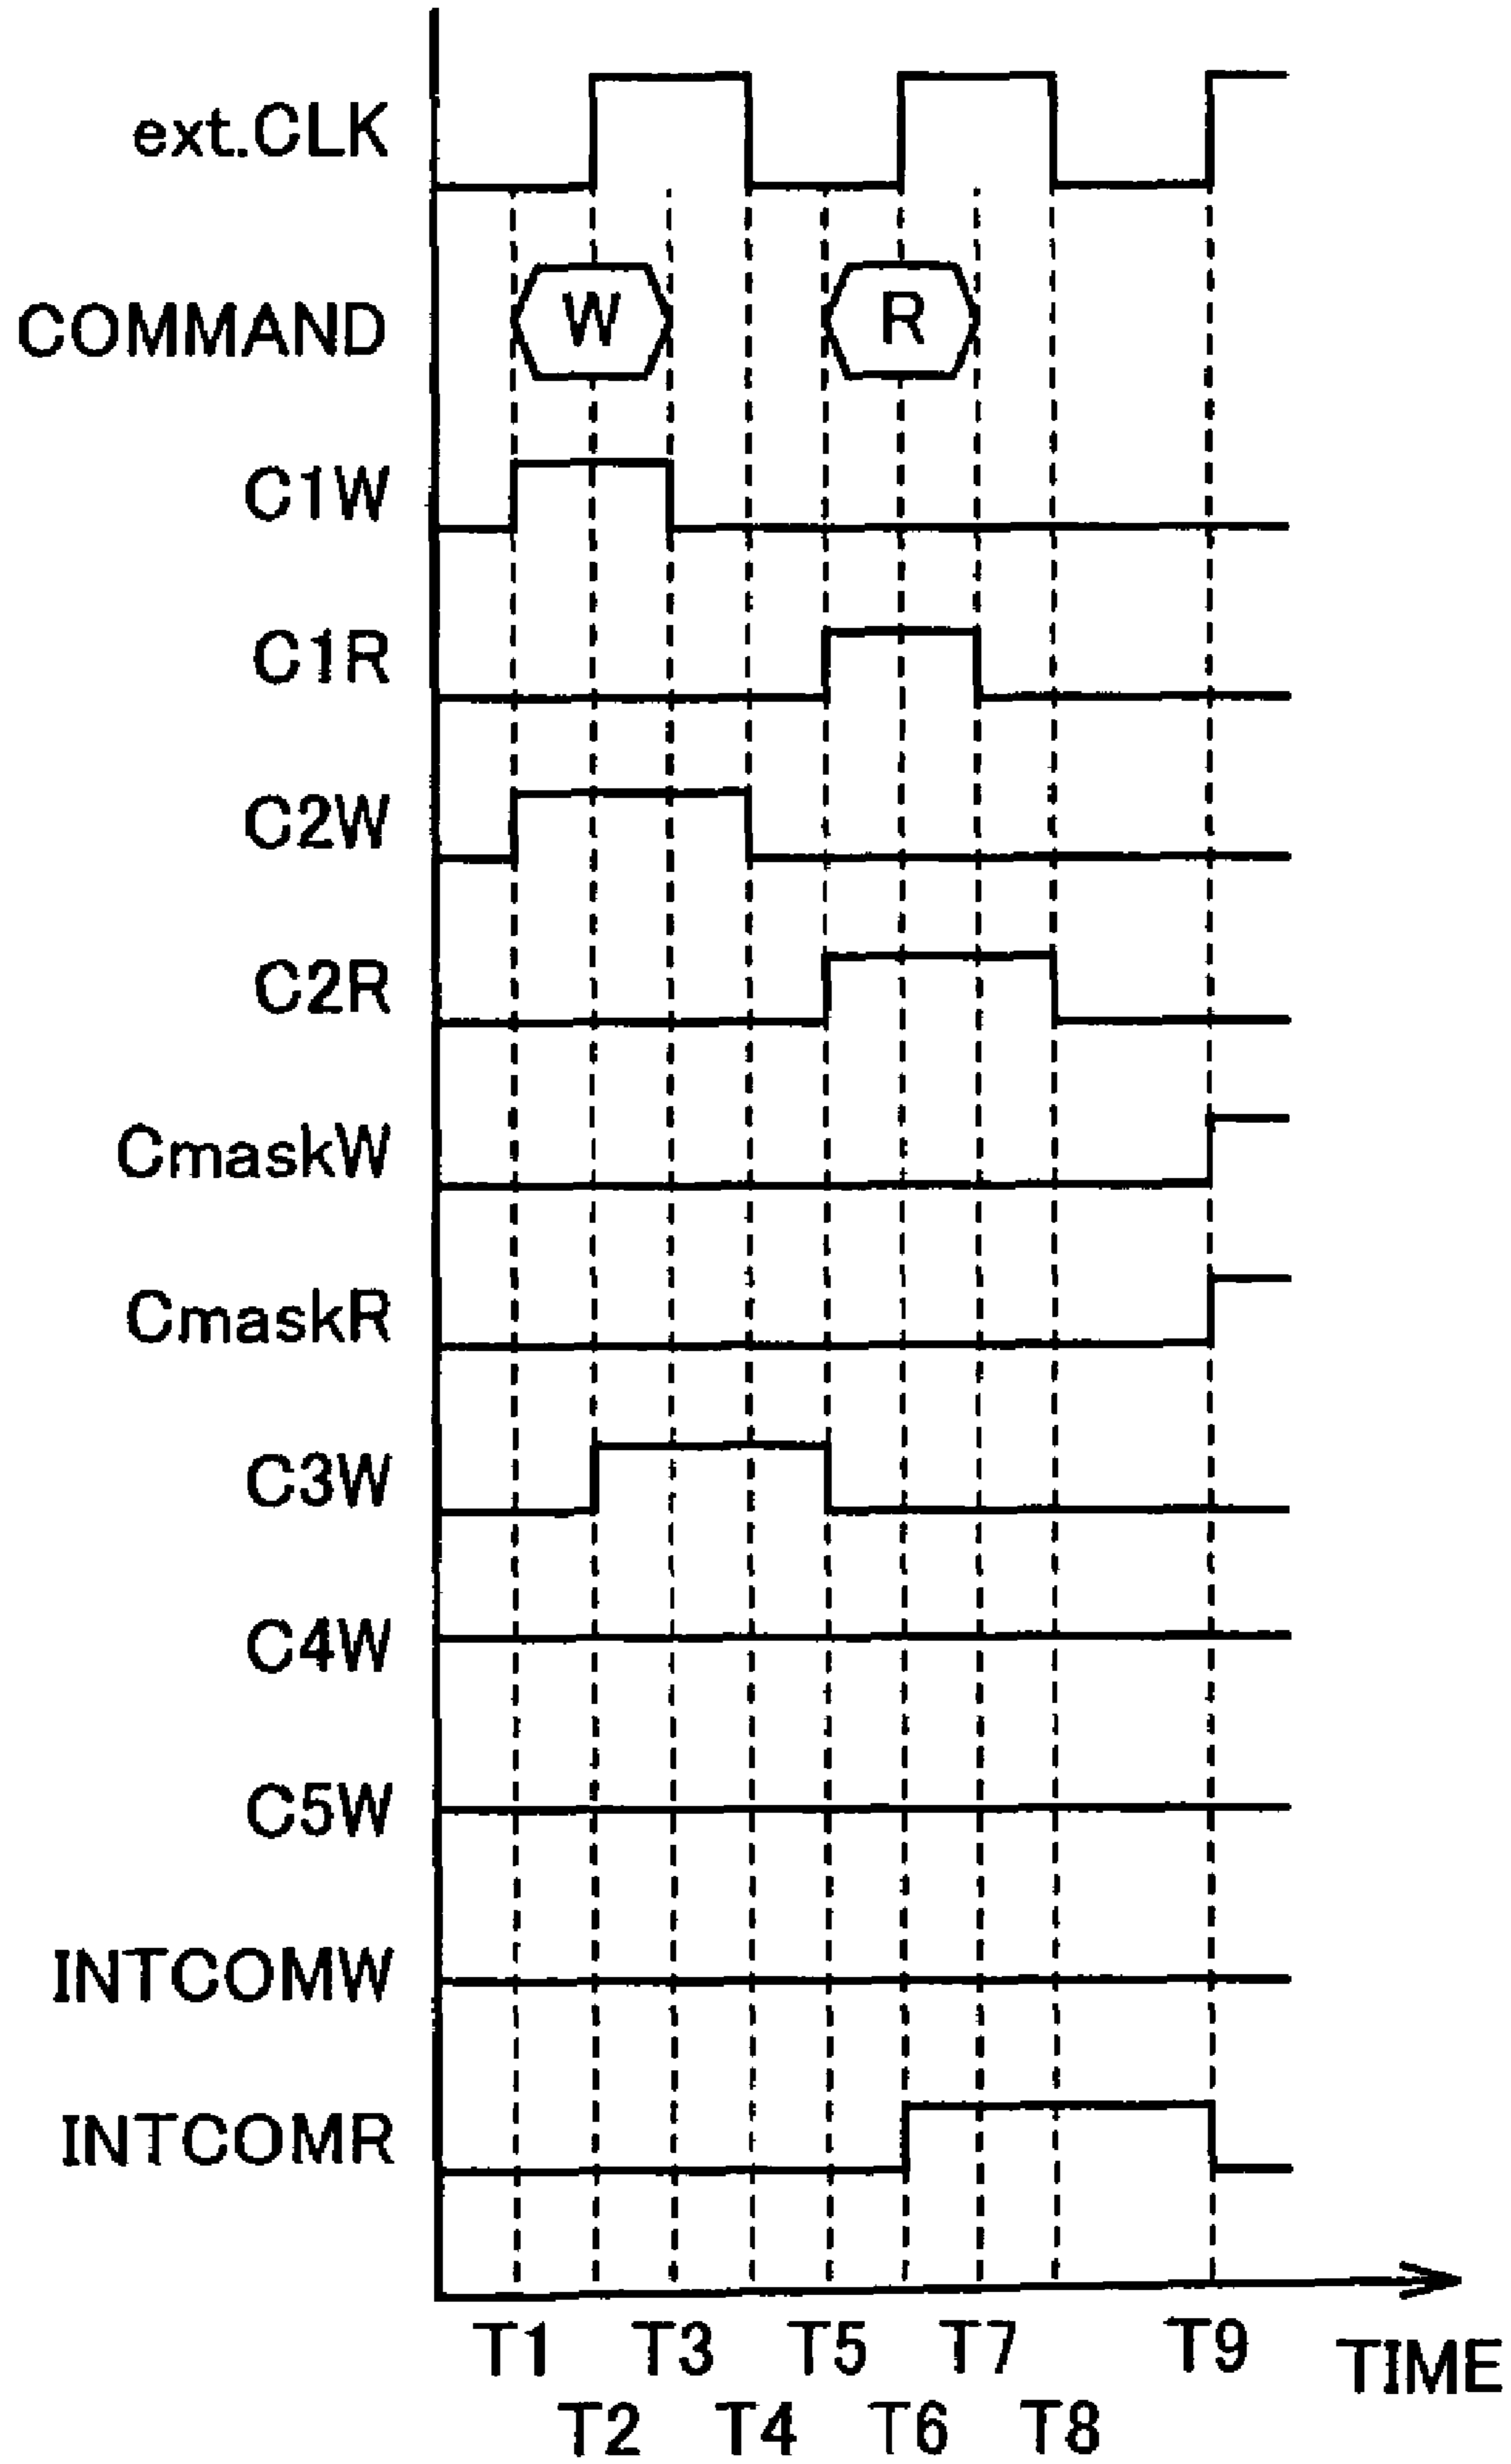 ext.CLK
COMMAND
W
R
C1W
C1R
C2W
C2R
CmaskW
CmaskR
C3W
C4W
C5W
INTCOMW
INTCOMR
T1 T3 T5 T7 T9 TIME
T2 T4 T6 T8